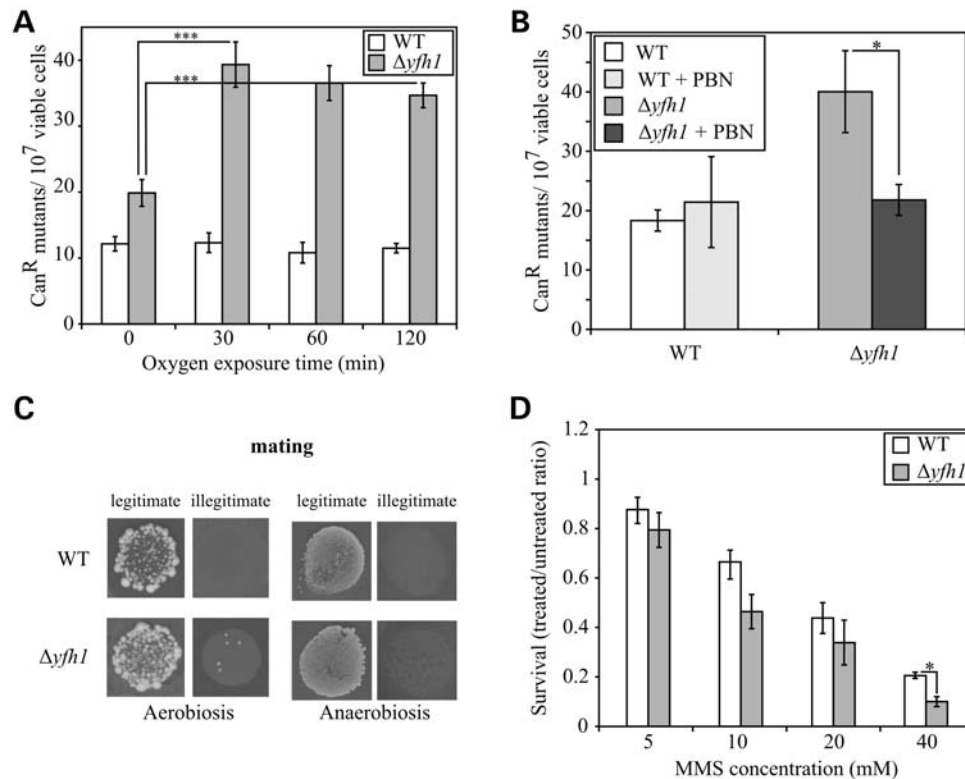 A
***
***
WT
Δyfh1
40
30
20
10
0
Can^R mutants/ 10^7 viable cells
0 30 60 120
Oxygen exposure time (min)
B
WT
WT + PBN
Δyfh1
Δyfh1 + PBN
*
50
40
30
20
10
0
Can^R mutants/ 10^7 viable cells
WT Δyfh1
C
mating
legitimate illegitimate legitimate illegitimate
WT
Δyfh1
Aerobiosis Anaerobiosis
D
WT
Δyfh1
1.2
1
0.8
0.6
0.4
0.2
0
*
Survival (treated/untreated ratio)
5 10 20 40
MMS concentration (mM)